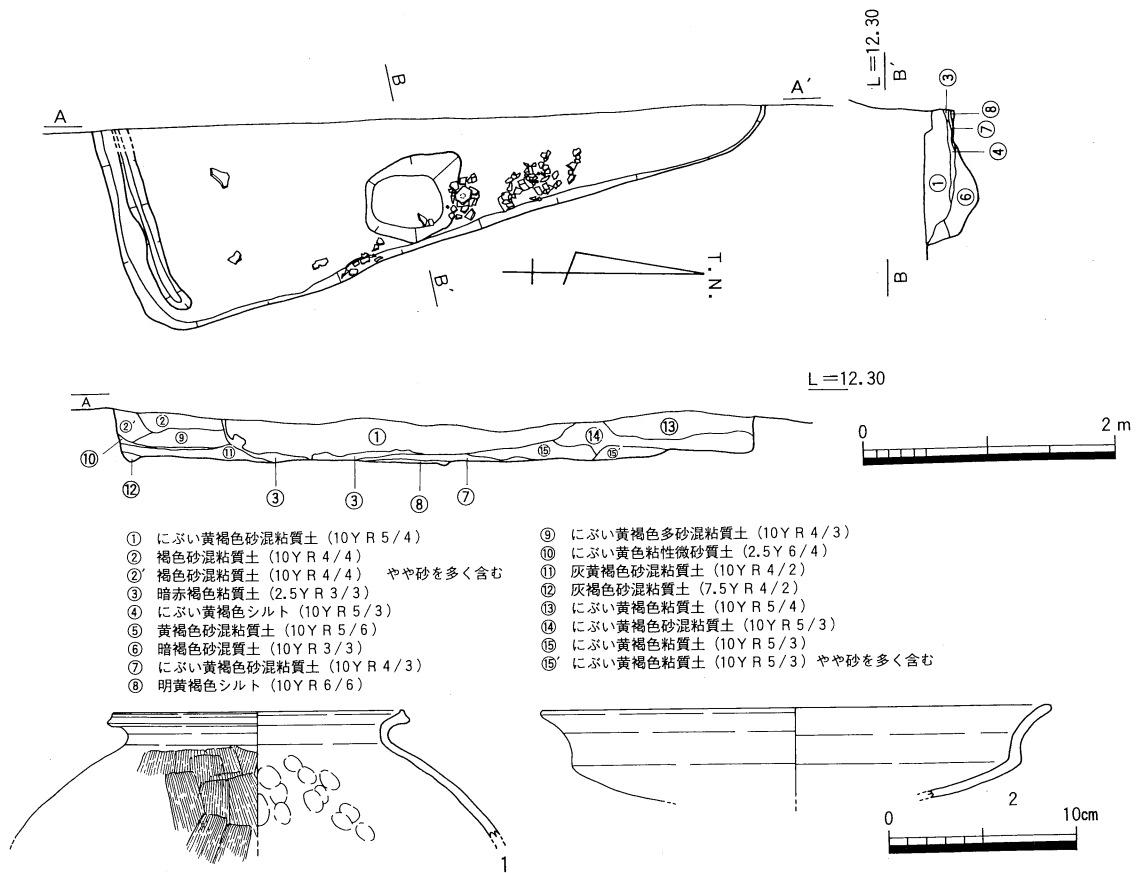 A
B
A′
L=12.30
B′
③
⑧
⑦
④
①
⑥
B
B′
T.N.
L=12.30
A
②′
②
⑨
⑩
⑪
⑫
③
①
③
⑧
⑦
⑮
⑭
⑮′
⑬
0 2m
① にぶい黄褐色砂混粘質土(10YR5/4)
② 褐色砂混粘質土(10YR4/4)
②′ 褐色砂混粘質土(10YR4/4) やや砂を多く含む
③ 暗赤褐色粘質土(2.5YR3/3)
④ にぶい黄褐色シルト(10YR5/3)
⑤ 黄褐色砂混粘質土(10YR5/6)
⑥ 暗褐色砂混質土(10YR3/3)
⑦ にぶい黄褐色砂混粘質土(10YR4/3)
⑧ 明黄褐色シルト(10YR6/6)
⑨ にぶい黄褐色多砂混粘質土(10YR4/3)
⑩ にぶい黄色粘性微砂質土(2.5Y6/4)
⑪ 灰黄褐色砂混粘質土(10YR4/2)
⑫ 灰褐色砂混粘質土(7.5YR4/2)
⑬ にぶい黄褐色粘質土(10YR5/4)
⑭ にぶい黄褐色砂混粘質土(10YR5/3)
⑮ にぶい黄褐色粘質土(10YR5/3)
⑮′ にぶい黄褐色粘質土(10YR5/3)やや砂を多く含む
1
2
0 10cm